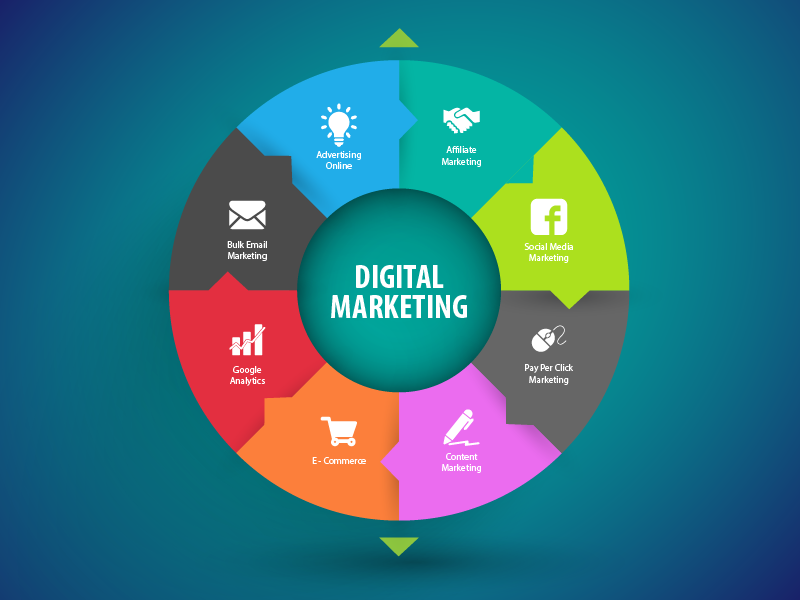 Advertising
Online
Affiliate
Marketing
Social Media
Marketing
Pay Per Click
Marketing
Content
Marketing
E - Commerce
Google
Analytics
Bulk Email
Marketing
DIGITAL
MARKETING